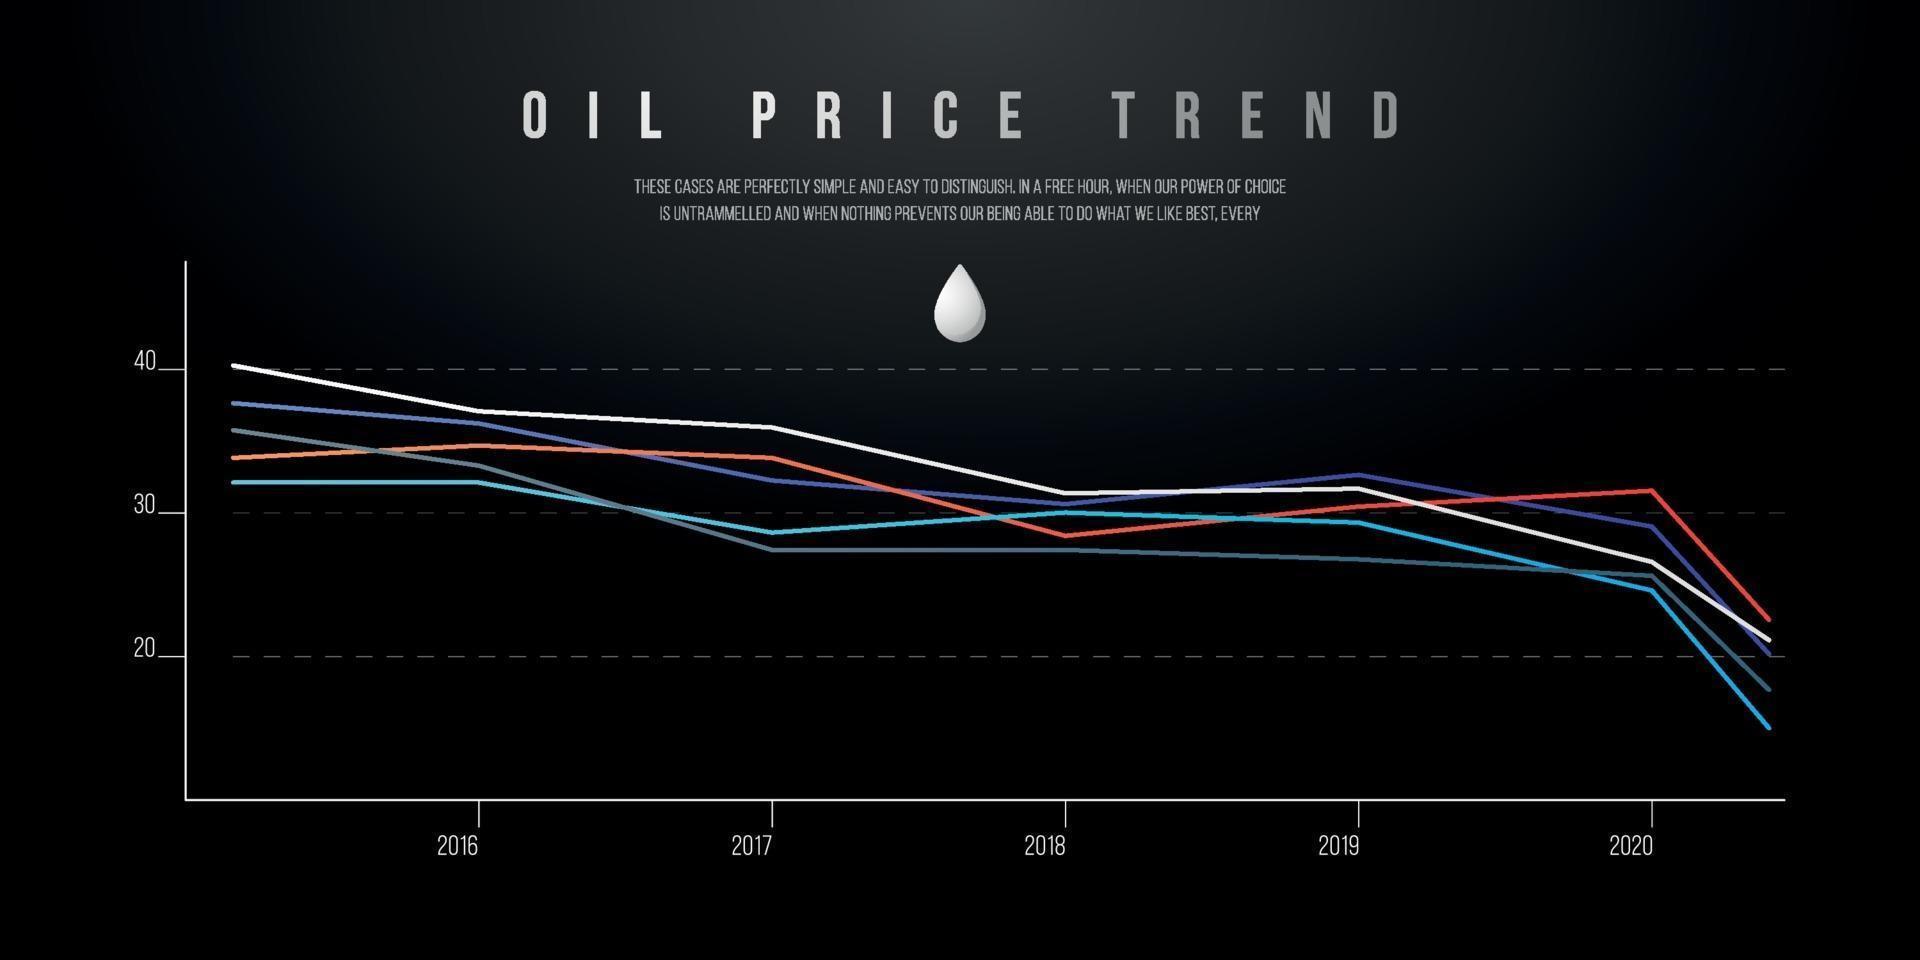 OIL PRICE TREND
THESE CASES ARE PERFECTLY SIMPLE AND EASY TO DISTINGUISH. IN A FREE HOUR, WHEN OUR POWER OF CHOICE
IS UNTRAMMELLED AND WHEN NOTHING PREVENTS OUR BEING ABLE TO DO WHAT WE LIKE BEST, EVERY
40
30
20
2016 2017 2018 2019 2020